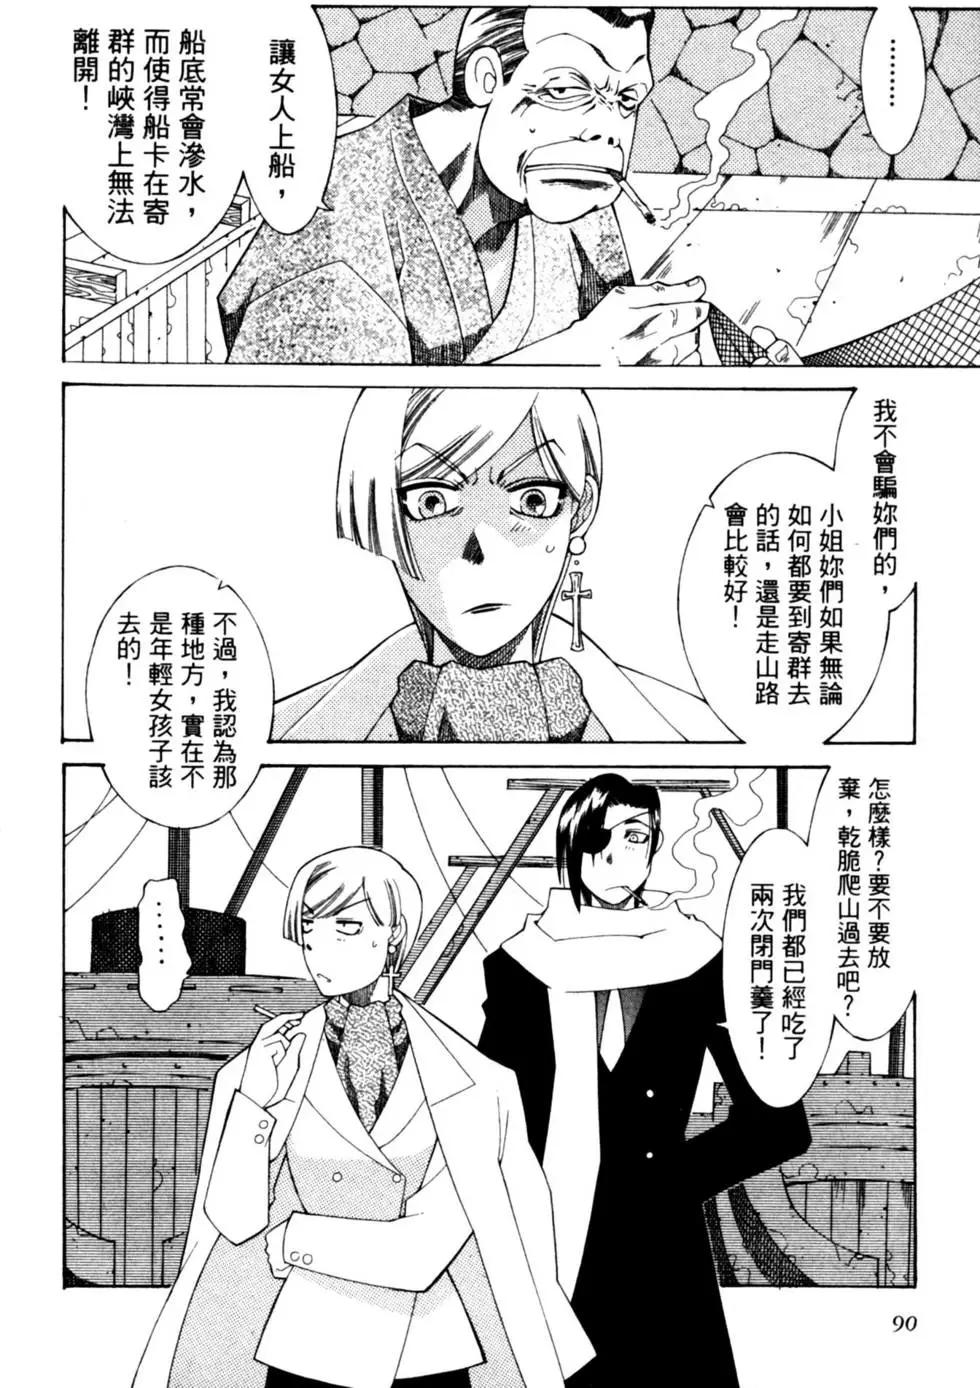 ………
讓女人上船，
船底常會滲水，
而使得船卡在寄
群的峽灣上無法
離開！
我不會騙妳們的，
小姐妳們如果無論
如何都要到寄群去
的話，還是走山路
會比較好！
不過，我認為那
種地方，實在不
是年輕女孩子該
去的！
怎麼樣？要不要放
棄，乾脆爬山過去吧？
我們都已經吃了
兩次閉門羹了！
……
90